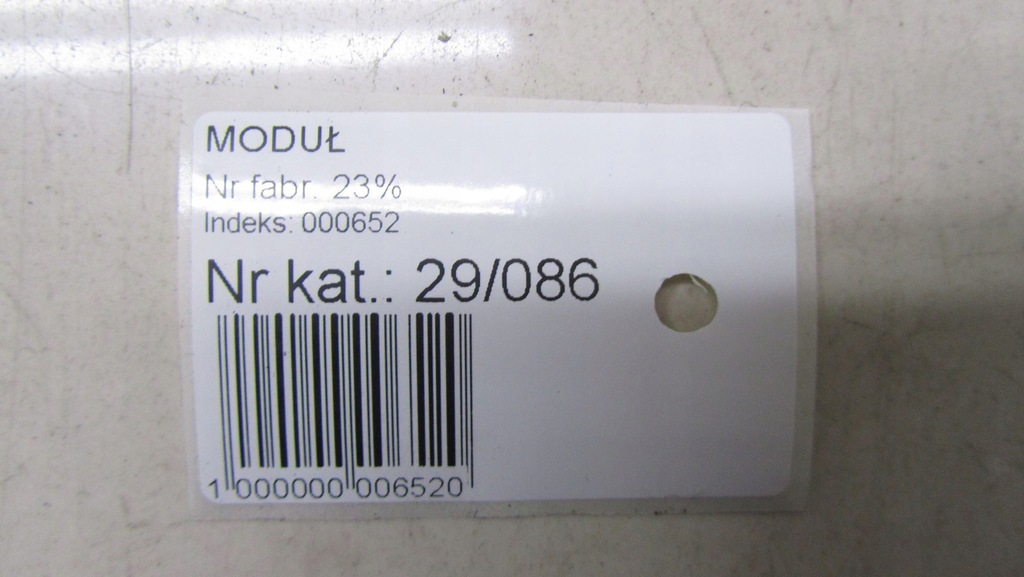 MODUŁ
Nr fabr. 23%
Indeks: 000652
Nr kat.: 29/086
1 000000 006520